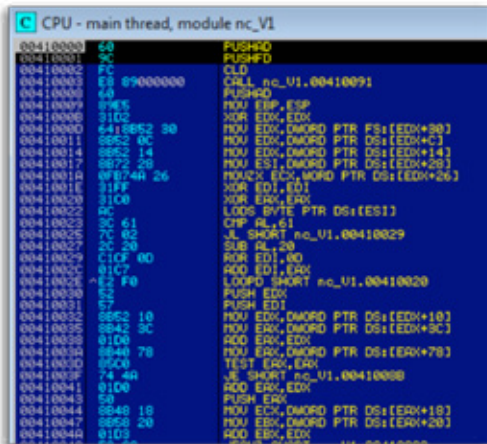 C CPU - main thread, module nc_V1
00410000 60 PUSHAD
00410001 9C PUSHFD
00410002 FC CLD
00410003 E8 89000000 CALL nc_V1.00410091
00410008 60 PUSHAD
00410009 89E5 MOV EBP,ESP
0041000B 31D2 XOR EDX,EDX
0041000D 64:8B52 30 MOV EDX,DWORD PTR FS:[EDX+30]
00410011 8B52 0C MOV EDX,DWORD PTR DS:[EDX+C]
00410014 8B52 14 MOV EDX,DWORD PTR DS:[EDX+14]
00410017 8B72 28 MOV ESI,DWORD PTR DS:[EDX+28]
0041001A 0FB74A 26 MOVZX ECX,WORD PTR DS:[EDX+26]
0041001E 31FF XOR EDI,EDI
00410020 31C0 XOR EAX,EAX
00410022 AC LODS BYTE PTR DS:[ESI]
00410023 3C 61 CMP AL,61
00410025 7C 02 JL SHORT nc_V1.00410029
00410027 2C 20 SUB AL,20
00410029 C1CF 0D ROR EDI,0D
0041002C 01C7 ADD EDI,EAX
0041002E ^E2 F0 LOOPD SHORT nc_V1.00410020
00410030 52 PUSH EDX
00410031 57 PUSH EDI
00410032 8B52 10 MOV EDX,DWORD PTR DS:[EDX+10]
00410035 8B42 3C MOV EAX,DWORD PTR DS:[EDX+3C]
00410038 01D0 ADD EAX,EDX
0041003A 8B40 78 MOV EAX,DWORD PTR DS:[EAX+78]
0041003D 85C0 TEST EAX,EAX
0041003F 74 4A JE SHORT nc_V1.0041008B
00410041 01D0 ADD EAX,EDX
00410043 50 PUSH EAX
00410044 8B48 18 MOV ECX,DWORD PTR DS:[EAX+18]
00410047 8B58 20 MOV EBX,DWORD PTR DS:[EAX+20]
0041004A 01D3 ADD EBX,EDX